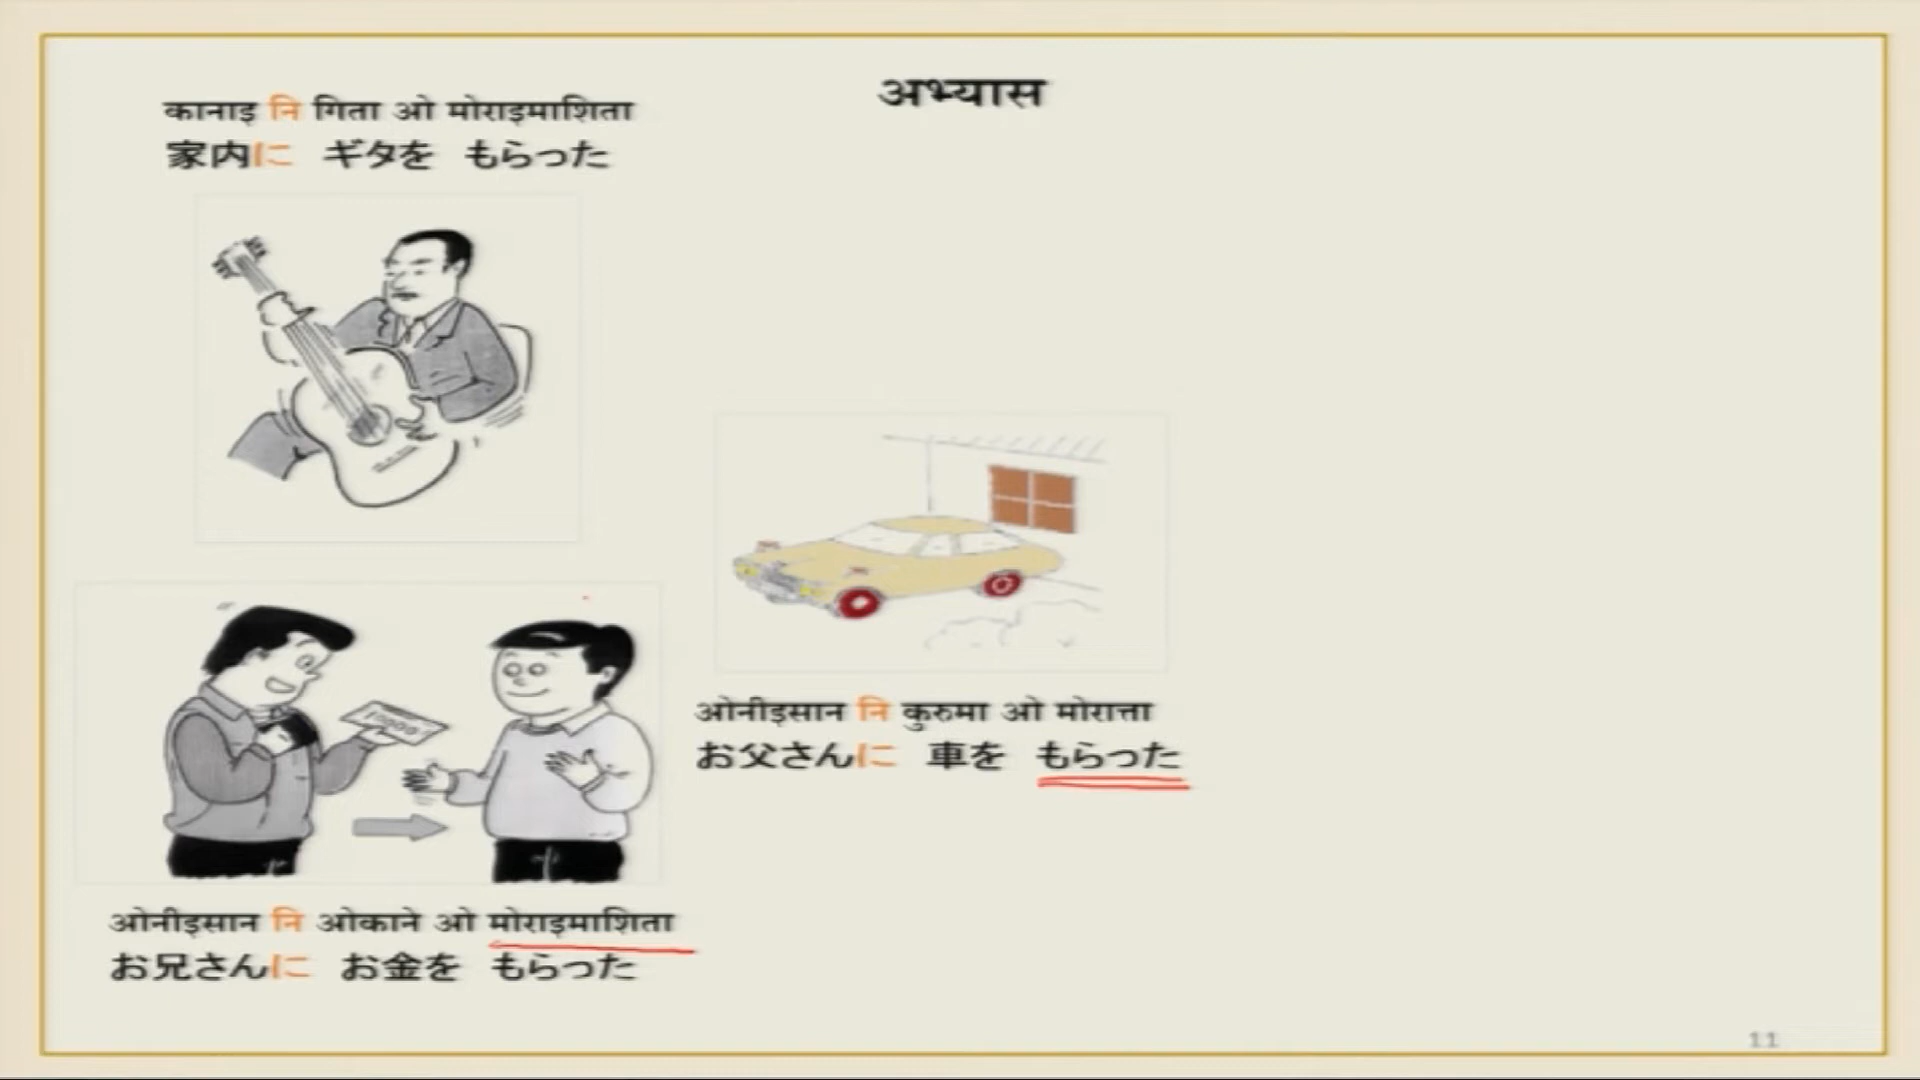 अभ्यास
कानाइ नि गिता ओ मोराइमाशिता
家内に ギタを もらった
ओनीइसान नि कुरुमा ओ मोरात्ता
お父さんに 車を もらった
ओनीइसान नि ओकाने ओ मोराइमाशिता
お兄さんに お金を もらった
11